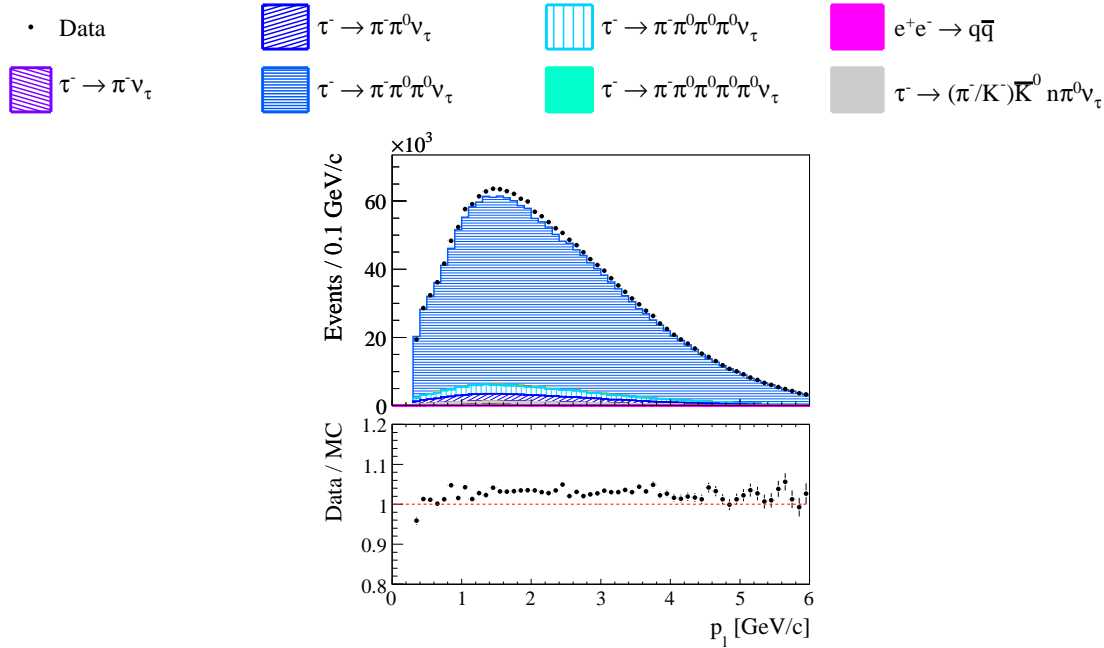 Data
τ⁻ → π⁻π⁰ν_τ
τ⁻ → π⁻π⁰π⁰π⁰ν_τ
e⁺e⁻ → qq̅
τ⁻ → π⁻ν_τ
τ⁻ → π⁻π⁰π⁰ν_τ
τ⁻ → π⁻π⁰π⁰π⁰π⁰ν_τ
τ⁻ → (π⁻/K⁻)K̅⁰ nπ⁰ν_τ
×10³
Events / 0.1 GeV/c
60
40
20
0
Data / MC
1.2
1.1
1
0.9
0.8
0 1 2 3 4 5 6
p₁ [GeV/c]